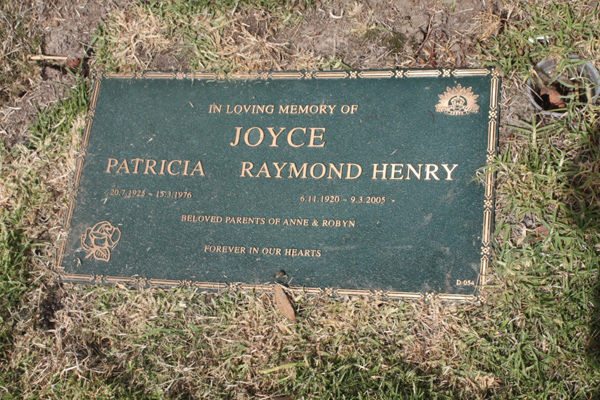 IN LOVING MEMORY OF
JOYCE
PATRICIA RAYMOND HENRY
20.7.1925 - 15.3.1976 6.11.1920 - 9.3.2005
BELOVED PARENTS OF ANNE & ROBYN
FOREVER IN OUR HEARTS
D 054